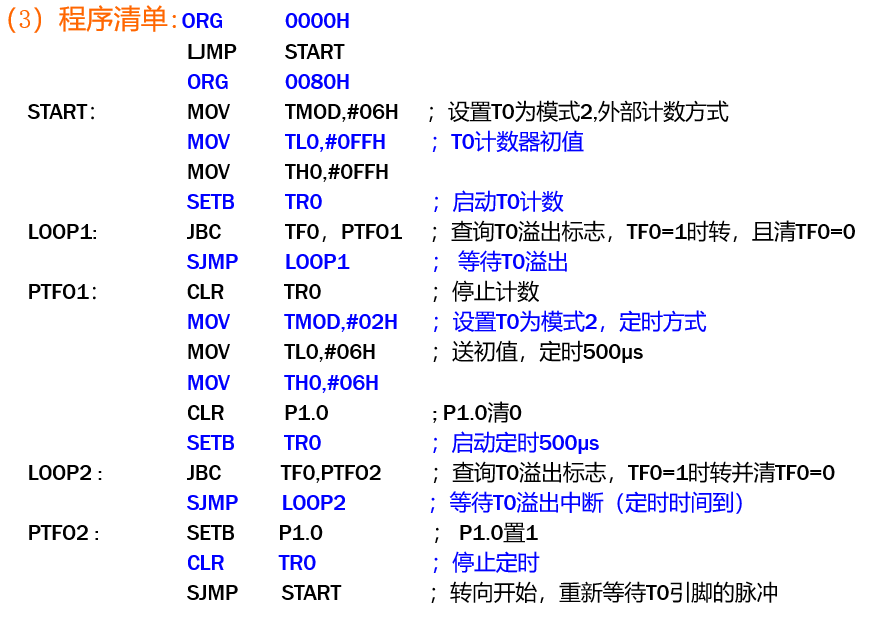 （3）程序清单：ORG 0000H
LJMP START
ORG 0080H
START： MOV TMOD,#06H ；设置T0为模式2,外部计数方式
MOV TL0,#0FFH ；T0计数器初值
MOV TH0,#0FFH
SETB TR0 ；启动T0计数
LOOP1: JBC TF0，PTF01 ；查询T0溢出标志，TF0=1时转，且清TF0=0
SJMP LOOP1 ； 等待T0溢出
PTF01： CLR TR0 ；停止计数
MOV TMOD,#02H ；设置T0为模式2，定时方式
MOV TL0,#06H ；送初值，定时500μs
MOV TH0,#06H
CLR P1.0 ; P1.0清0
SETB TR0 ；启动定时500μs
LOOP2 : JBC TF0,PTF02 ；查询T0溢出标志，TF0=1时转并清TF0=0
SJMP LOOP2 ；等待T0溢出中断（定时时间到）
PTF02 : SETB P1.0 ； P1.0置1
CLR TR0 ；停止定时
SJMP START ；转向开始，重新等待T0引脚的脉冲